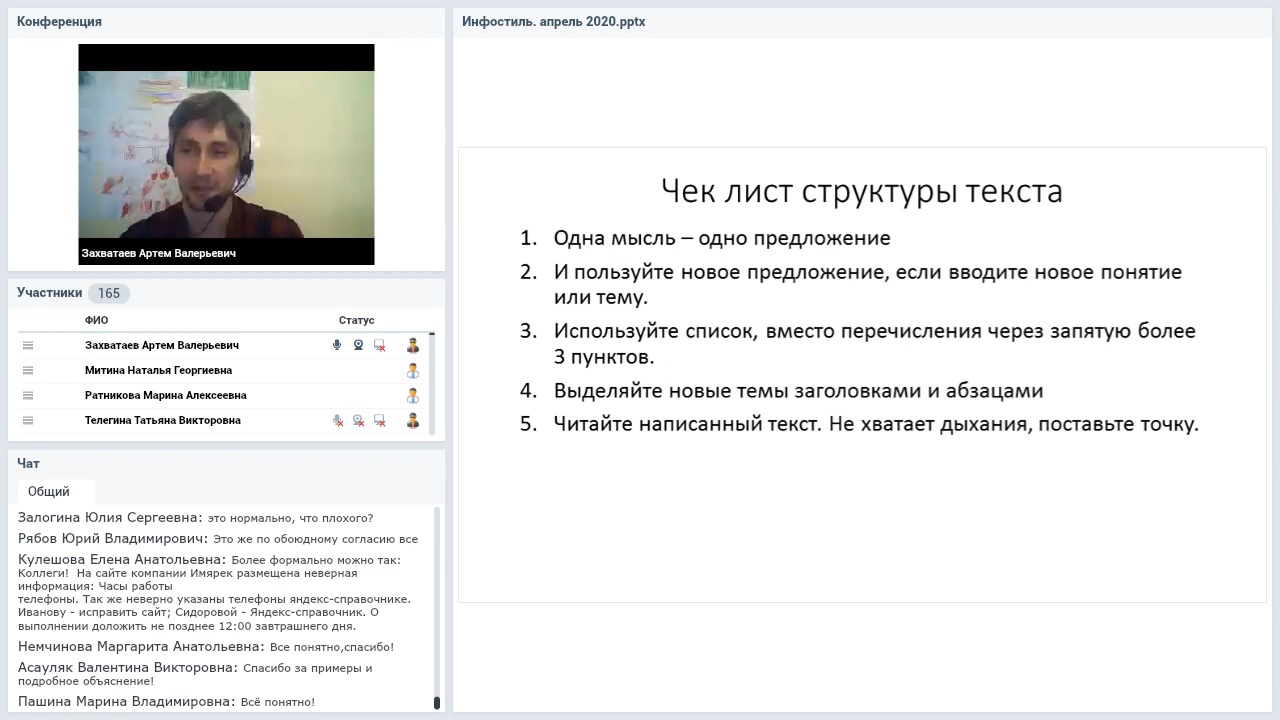 Конференция
Захватаев Артем Валерьевич
Участники 165
ФИО Статус
Захватаев Артем Валерьевич
Митина Наталья Георгиевна
Ратникова Марина Алексеевна
Телегина Татьяна Викторовна
Чат
Общий
Залогина Юлия Сергеевна: это нормально, что плохого?
Рябов Юрий Владимирович: Это же по обоюдному согласию все
Кулешова Елена Анатольевна: Более формально можно так:
Коллеги! На сайте компании Имярек размещена неверная
информация: Часы работы
телефоны. Так же неверно указаны телефоны яндекс-справочнике.
Иванову - исправить сайт; Сидоровой - Яндекс-справочник. О
выполнении доложить не позднее 12:00 завтрашнего дня.
Немчинова Маргарита Анатольевна: Все понятно,спасибо!
Асауляк Валентина Викторовна: Спасибо за примеры и
подробное объяснение!
Пашина Марина Владимировна: Всё понятно!
Инфостиль. апрель 2020.pptx
Чек лист структуры текста
1. Одна мысль – одно предложение
2. И пользуйте новое предложение, если вводите новое понятие
или тему.
3. Используйте список, вместо перечисления через запятую более
3 пунктов.
4. Выделяйте новые темы заголовками и абзацами
5. Читайте написанный текст. Не хватает дыхания, поставьте точку.